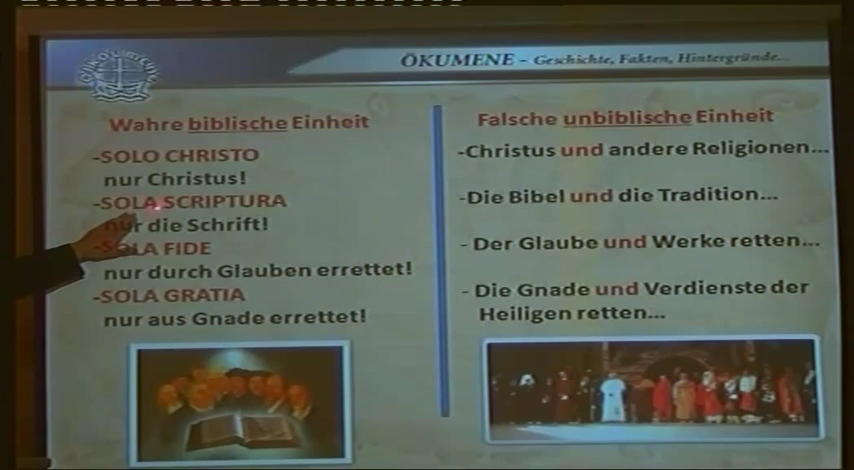 ÖKUMENE - Geschichte, Fakten, Hintergründe...
Wahre biblische Einheit
-SOLO CHRISTO
nur Christus!
-SOLA SCRIPTURA
nur die Schrift!
-SOLA FIDE
nur durch Glauben errettet!
-SOLA GRATIA
nur aus Gnade errettet!
Falsche unbiblische Einheit
-Christus und andere Religionen...
-Die Bibel und die Tradition...
- Der Glaube und Werke retten...
- Die Gnade und Verdienste der
Heiligen retten...